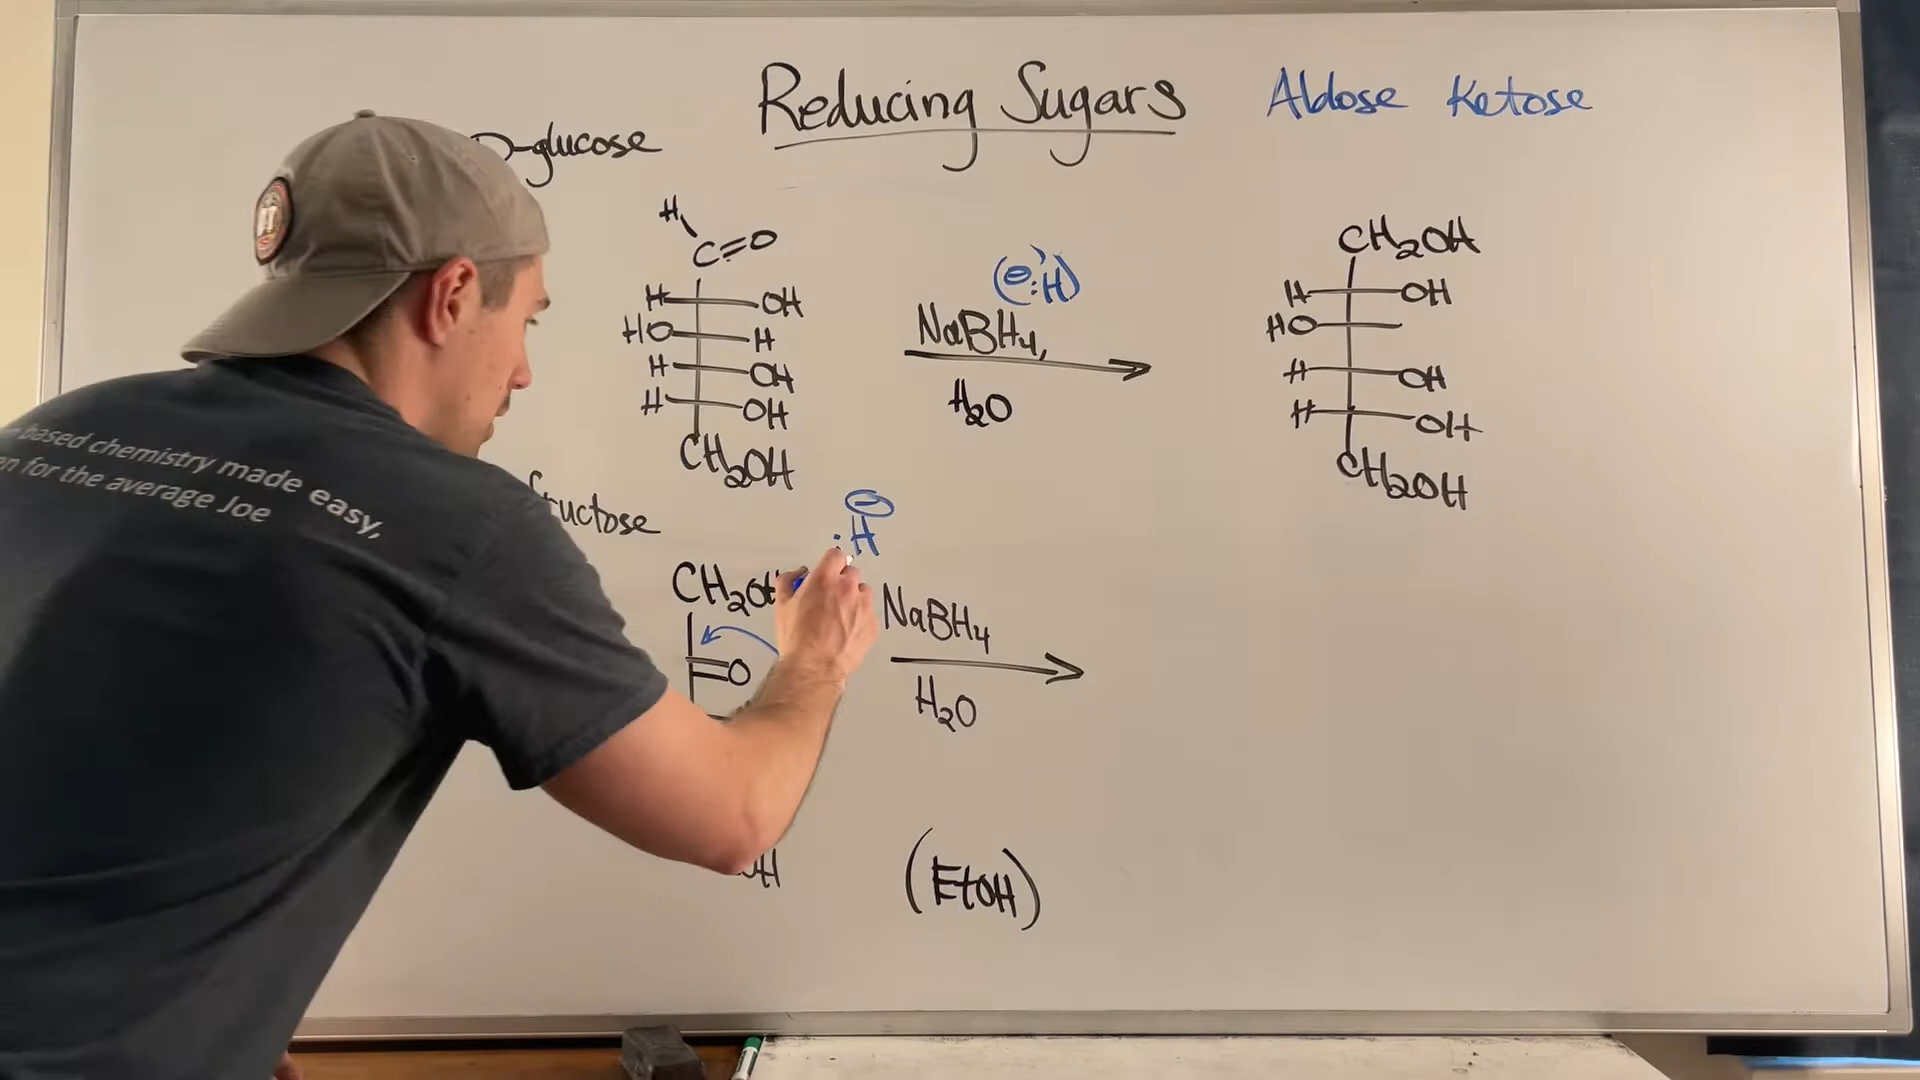 Reducing Sugars
Aldose Ketose
D-glucose
H
C=O
H OH
HO H
H OH
H OH
CH2OH
(⊖:H)
NaBH4,
H2O
CH2OH
H OH
HO
H OH
H OH
CH2OH
fructose
⊖
:H
CH2OH
O
NaBH4
H2O
(EtOH)
based chemistry made easy,
for the average Joe